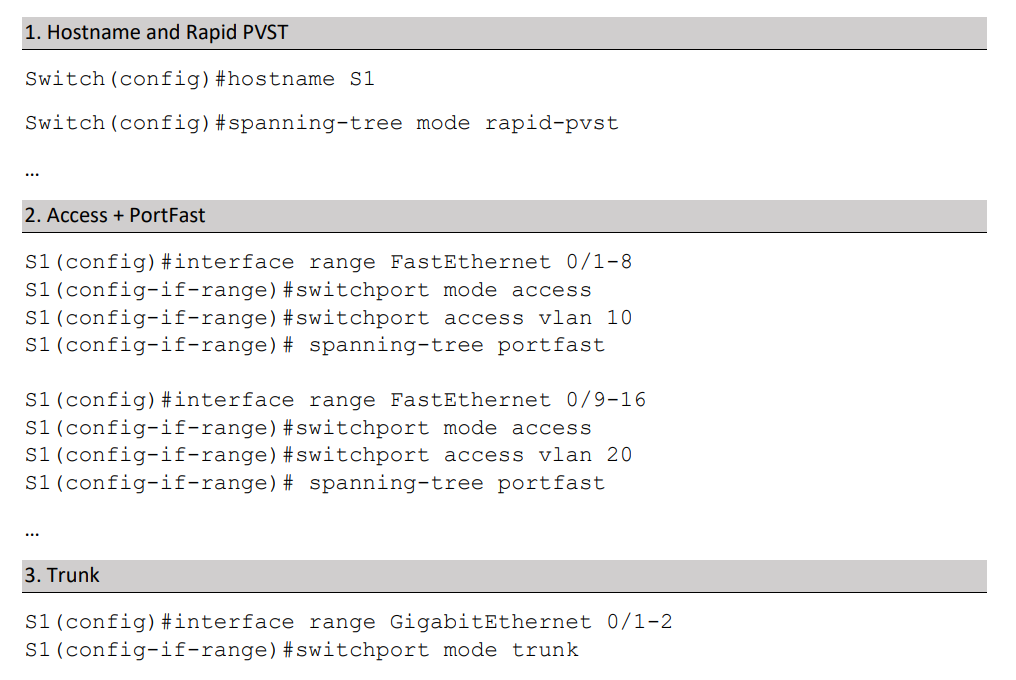 1. Hostname and Rapid PVST
Switch(config)#hostname S1
Switch(config)#spanning-tree mode rapid-pvst
...
2. Access + PortFast
S1(config)#interface range FastEthernet 0/1-8
S1(config-if-range)#switchport mode access
S1(config-if-range)#switchport access vlan 10
S1(config-if-range)# spanning-tree portfast
S1(config)#interface range FastEthernet 0/9-16
S1(config-if-range)#switchport mode access
S1(config-if-range)#switchport access vlan 20
S1(config-if-range)# spanning-tree portfast
...
3. Trunk
S1(config)#interface range GigabitEthernet 0/1-2
S1(config-if-range)#switchport mode trunk